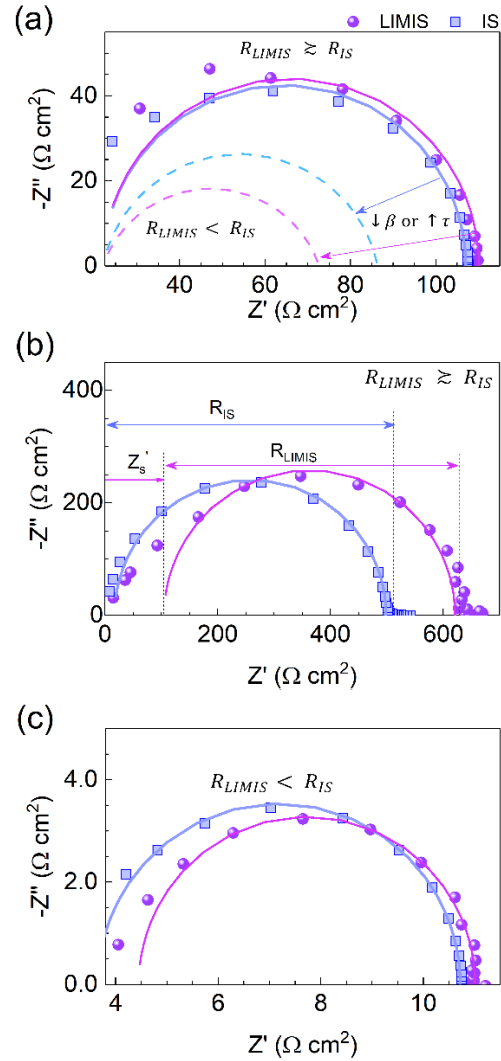 (a)
LIMIS IS
R_LIMIS ≳ R_IS
40
20
0
-Z'' (Ω cm²)
R_LIMIS < R_IS
↓ β or ↑ τ
40 60 80 100
Z' (Ω cm²)
(b)
400
200
0
-Z'' (Ω cm²)
R_LIMIS ≳ R_IS
R_IS
Z_s'
R_LIMIS
0 200 400 600
Z' (Ω cm²)
(c)
4.0
2.0
0.0
-Z'' (Ω cm²)
R_LIMIS < R_IS
4 6 8 10
Z' (Ω cm²)